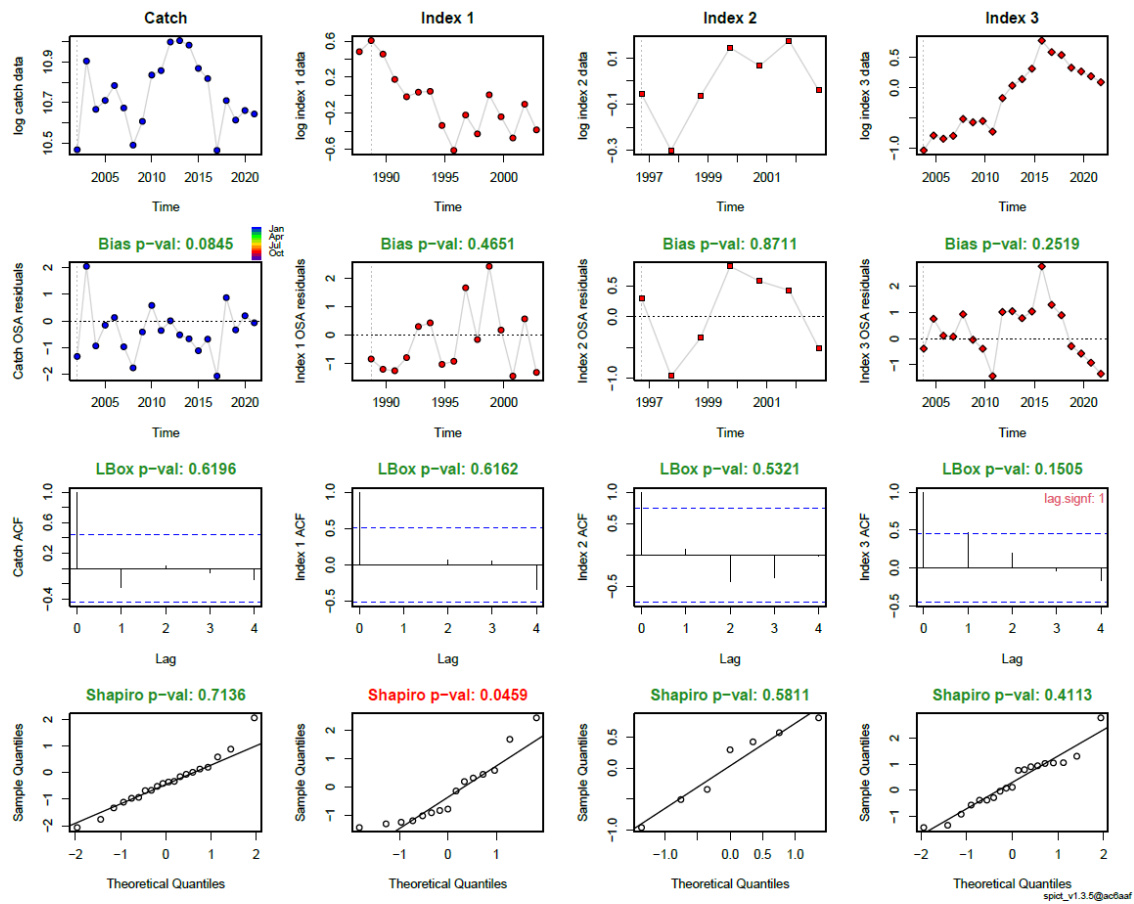 Catch
Index 1
Index 2
Index 3
log catch data
10.5 10.7 10.9
2005 2010 2015 2020
Time
log index 1 data
−0.6 −0.2 0.2 0.6
1990 1995 2000
Time
log index 2 data
−0.3 −0.1 0.1
1997 1999 2001
Time
log index 3 data
−1.0 0.0 0.5
2005 2010 2015 2020
Time
Bias p−val: 0.0845
Jan
Apr
Jul
Oct
Bias p−val: 0.4651
Bias p−val: 0.8711
Bias p−val: 0.2519
Catch OSA residuals
−2 −1 0 1 2
2005 2010 2015 2020
Time
Index 1 OSA residuals
−1 0 1 2
1990 1995 2000
Time
Index 2 OSA residuals
−1.0 0.0 0.5
1997 1999 2001
Time
Index 3 OSA residuals
−1 0 1 2
2005 2010 2015 2020
Time
LBox p−val: 0.6196
LBox p−val: 0.6162
LBox p−val: 0.5321
LBox p−val: 0.1505
Catch ACF
−0.4 0.0 0.4 1.0
0 1 2 3 4
Lag
Index 1 ACF
−0.5 0.0 0.5 1.0
0 1 2 3 4
Lag
Index 2 ACF
−0.5 0.5 1.0
0 1 2 3 4
Lag
Index 3 ACF
−0.5 0.0 0.5 1.0
lag.signf: 1
0 1 2 3 4
Lag
Shapiro p−val: 0.7136
Shapiro p−val: 0.0459
Shapiro p−val: 0.5811
Shapiro p−val: 0.4113
Sample Quantiles
−2 −1 0 1 2
−2 −1 0 1 2
Theoretical Quantiles
Sample Quantiles
−1 0 1 2
−1 0 1
Theoretical Quantiles
Sample Quantiles
−1.0 0.0 0.5
−1.0 0.0 0.5 1.0
Theoretical Quantiles
Sample Quantiles
−1 0 1 2
−2 −1 0 1 2
Theoretical Quantiles
spict_v1.3.5@ac6aaf